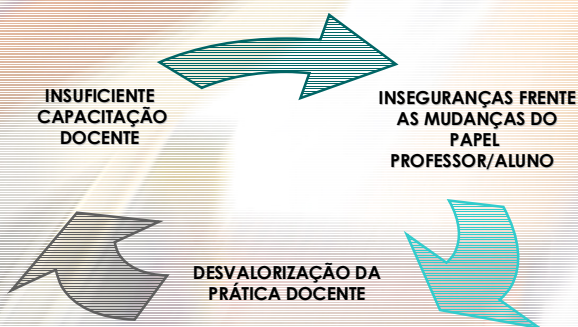 INSUFICIENTE
CAPACITAÇÃO
DOCENTE
INSEGURANÇAS FRENTE
AS MUDANÇAS DO
PAPEL
PROFESSOR/ALUNO
DESVALORIZAÇÃO DA
PRÁTICA DOCENTE